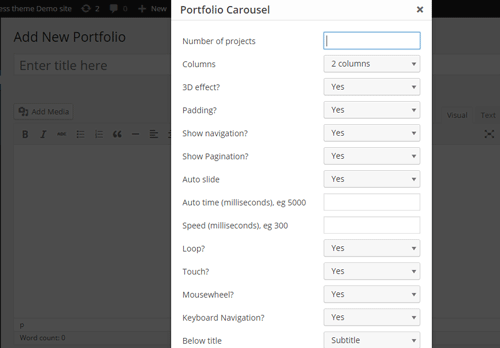 ess theme Demo site 2 0 + New
Portfolio Carousel ×
Add New Portfolio
Enter title here
Add Media
Visual Text
B I ABC
Number of projects
Columns 2 columns
3D effect? Yes
Padding? Yes
Show navigation? Yes
Show Pagination? Yes
Auto slide Yes
Auto time (milliseconds), eg 5000
Speed (milliseconds), eg 300
Loop? Yes
Touch? Yes
Mousewheel? Yes
Keyboard Navigation? Yes
Below title Subtitle
P
Word count: 0